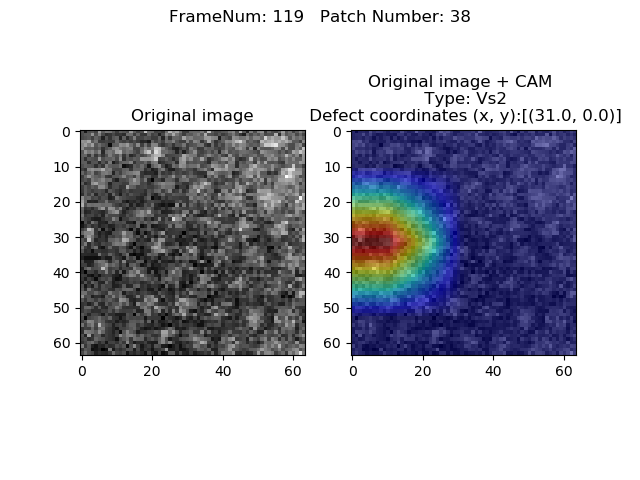 FrameNum: 119   Patch Number: 38
Original image
Original image + CAM
Type: Vs2
Defect coordinates (x, y):[(31.0, 0.0)]
0
10
20
30
40
50
60
0 20 40 60
0
10
20
30
40
50
60
0 20 40 60